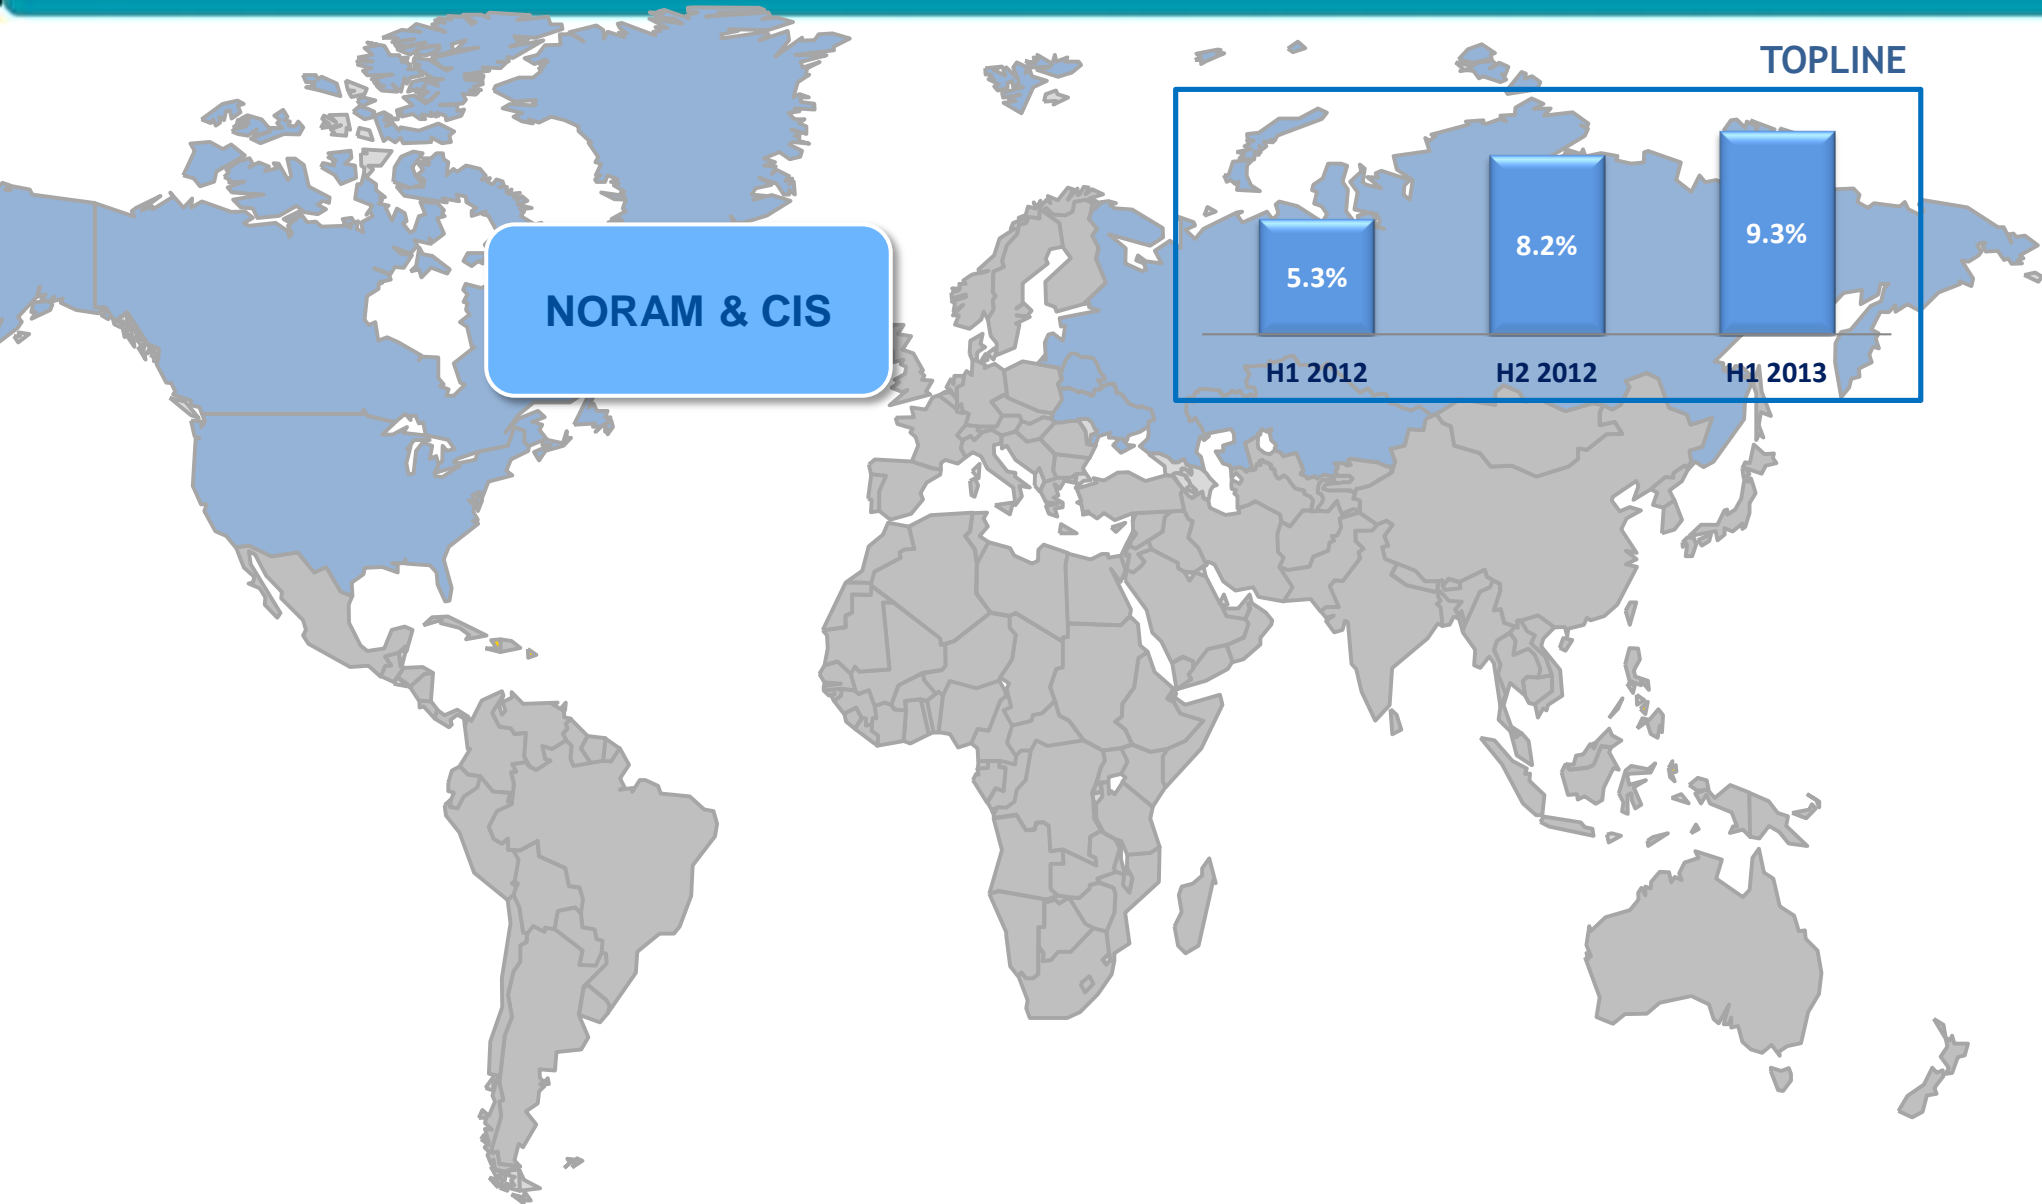 TOPLINE
NORAM & CIS
5.3%
8.2%
9.3%
H1 2012
H2 2012
H1 2013